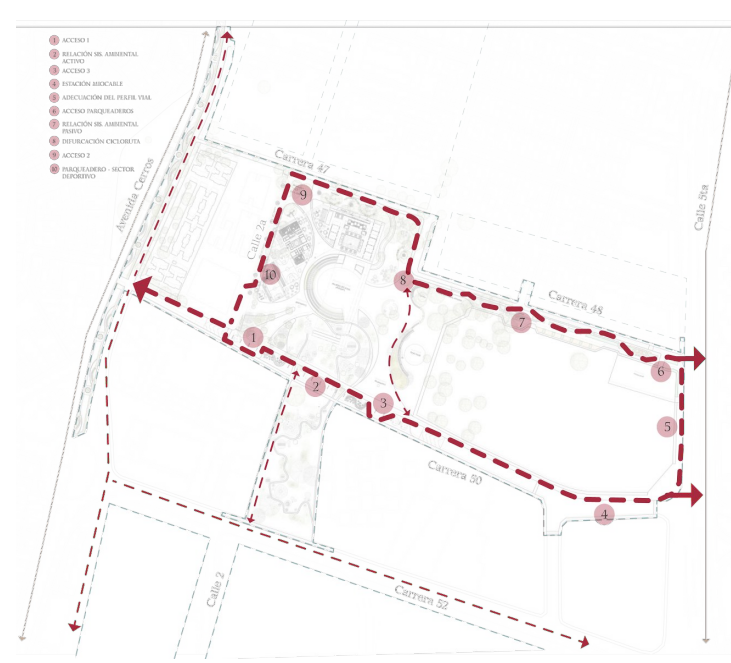 1 ACCESO 1
2 RELACIÓN SIS. AMBIENTAL
ACTIVO
3 ACCESO 3
4 ESTACIÓN BIOCABLE
5 ADECUACIÓN DEL PERFIL VIAL
6 ACCESO PARQUEADEROS
7 RELACIÓN SIS. AMBIENTAL
PASIVO
8 DIFURCACIÓN CICLORUTA
9 ACCESO 2
10 PARQUEADERO - SECTOR
DEPORTIVO
Avenida Cerros
Carrera 47
Calle 2a
Calle 5ta
9
10
8
Carrera 48
7
1
6
2
3
5
Carrera 50
4
Calle 2
Carrera 52